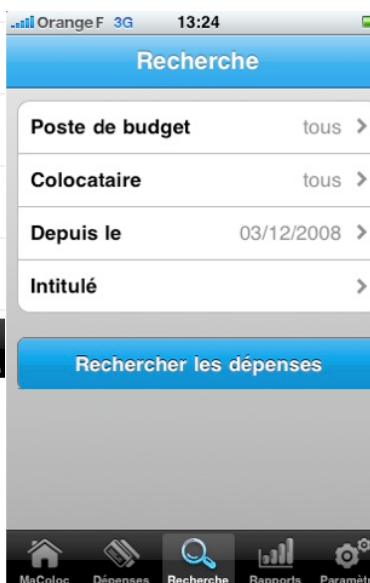 Orange F 3G 13:24
Recherche
Poste de budget tous
Colocataire tous
Depuis le 03/12/2008
Intitulé
Rechercher les dépenses
MaColoc Dépenses Recherche Rapports Paramètr